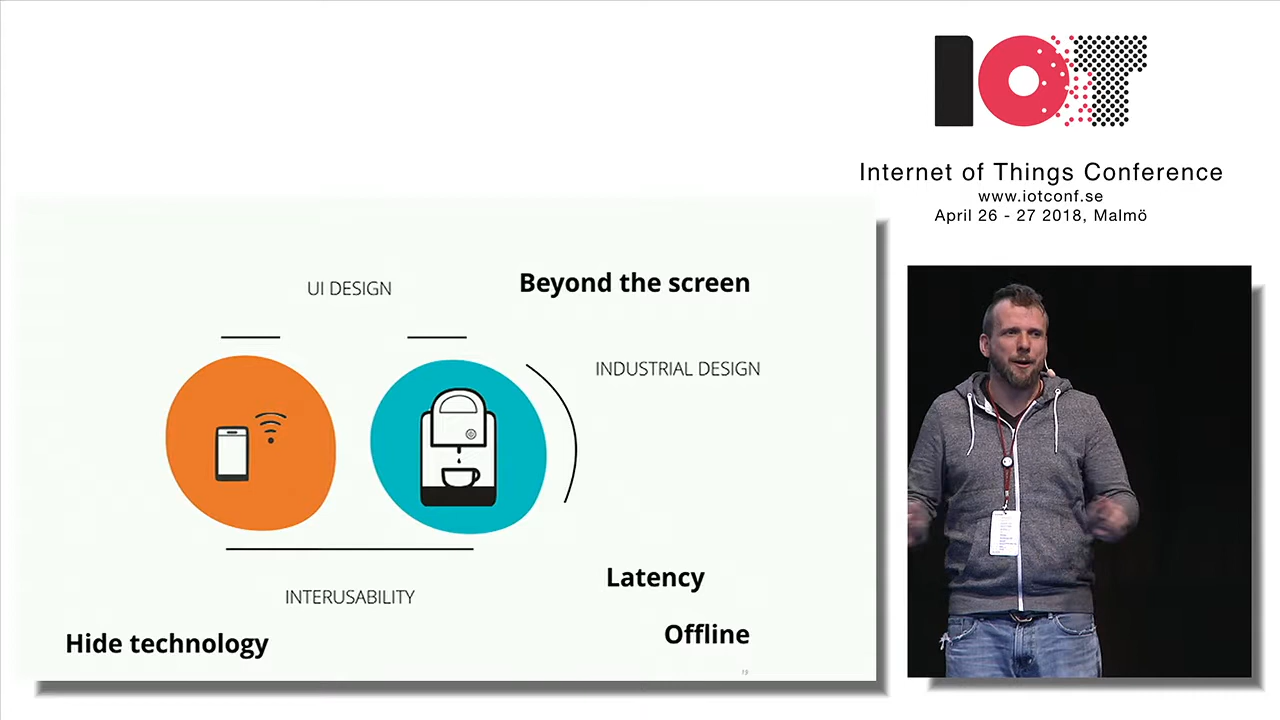 IOT
Internet of Things Conference
www.iotconf.se
April 26 - 27 2018, Malmö
UI DESIGN
Beyond the screen
INDUSTRIAL DESIGN
INTERUSABILITY
Latency
Offline
Hide technology
19